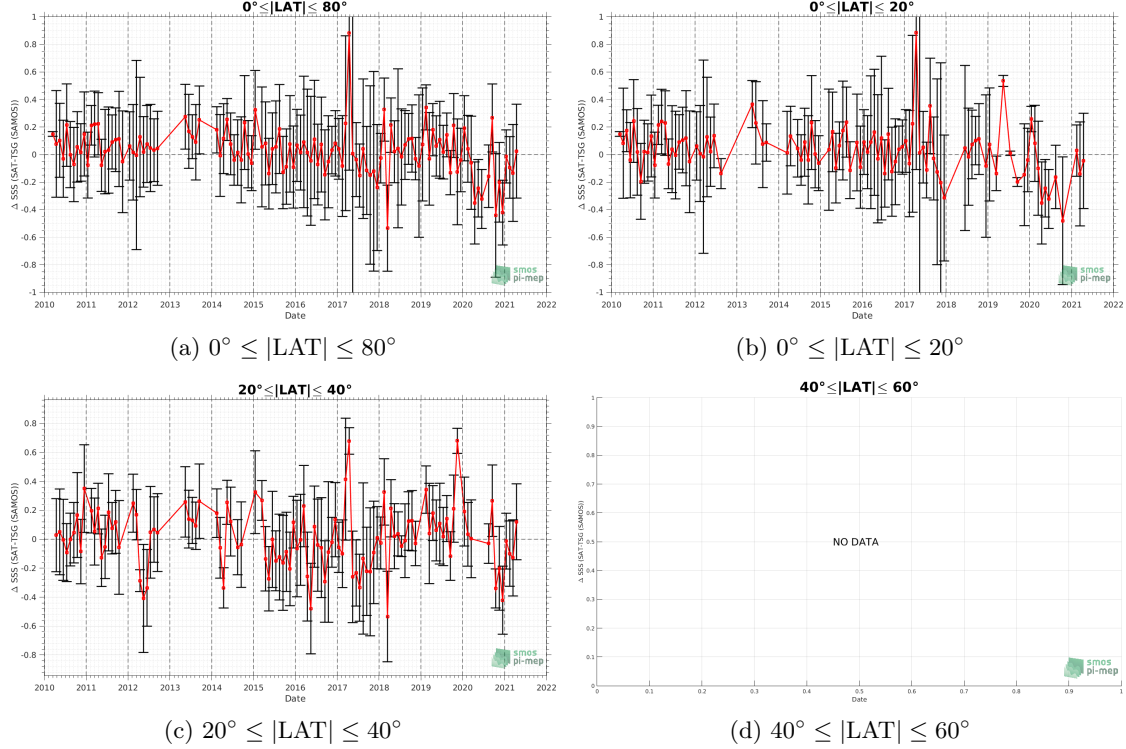 0°≤|LAT|≤ 80°
Δ SSS (SAT-TSG (SAMOS))
1
0.8
0.6
0.4
0.2
0
-0.2
-0.4
-0.6
-0.8
-1
2010 2011 2012 2013 2014 2015 2016 2017 2018 2019 2020 2021 2022
Date
smos
pi-mep
(a) 0° ≤ |LAT| ≤ 80°
0°≤|LAT|≤ 20°
Δ SSS (SAT-TSG (SAMOS))
1
0.8
0.6
0.4
0.2
0
-0.2
-0.4
-0.6
-0.8
-1
2010 2011 2012 2013 2014 2015 2016 2017 2018 2019 2020 2021 2022
Date
smos
pi-mep
(b) 0° ≤ |LAT| ≤ 20°
20°≤|LAT|≤ 40°
Δ SSS (SAT-TSG (SAMOS))
0.8
0.6
0.4
0.2
0
-0.2
-0.4
-0.6
-0.8
2010 2011 2012 2013 2014 2015 2016 2017 2018 2019 2020 2021 2022
Date
smos
pi-mep
(c) 20° ≤ |LAT| ≤ 40°
40°≤|LAT|≤ 60°
Δ SSS (SAT-TSG (SAMOS))
1
0.9
0.8
0.7
0.6
0.5
0.4
0.3
0.2
0.1
0
NO DATA
0 0.1 0.2 0.3 0.4 0.5 0.6 0.7 0.8 0.9 1
Date
smos
pi-mep
(d) 40° ≤ |LAT| ≤ 60°